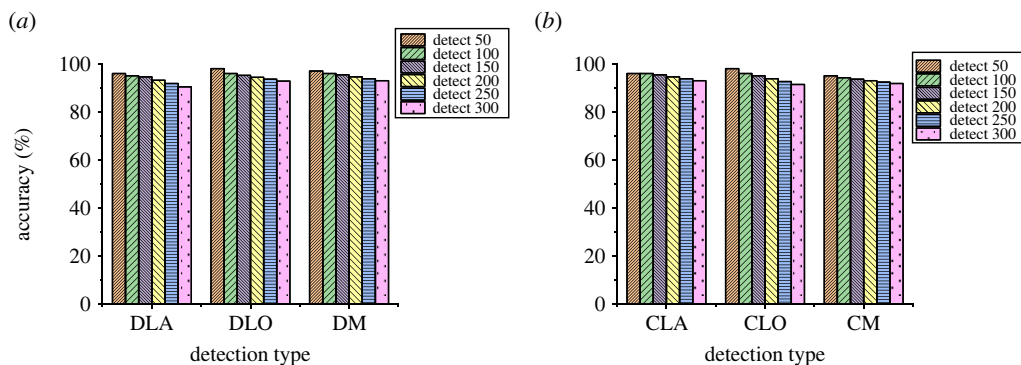 (a)
100
80
60
40
20
0
accuracy (%)
DLA DLO DM
detection type
detect 50
detect 100
detect 150
detect 200
detect 250
detect 300
(b)
100
80
60
40
20
0
CLA CLO CM
detection type
detect 50
detect 100
detect 150
detect 200
detect 250
detect 300